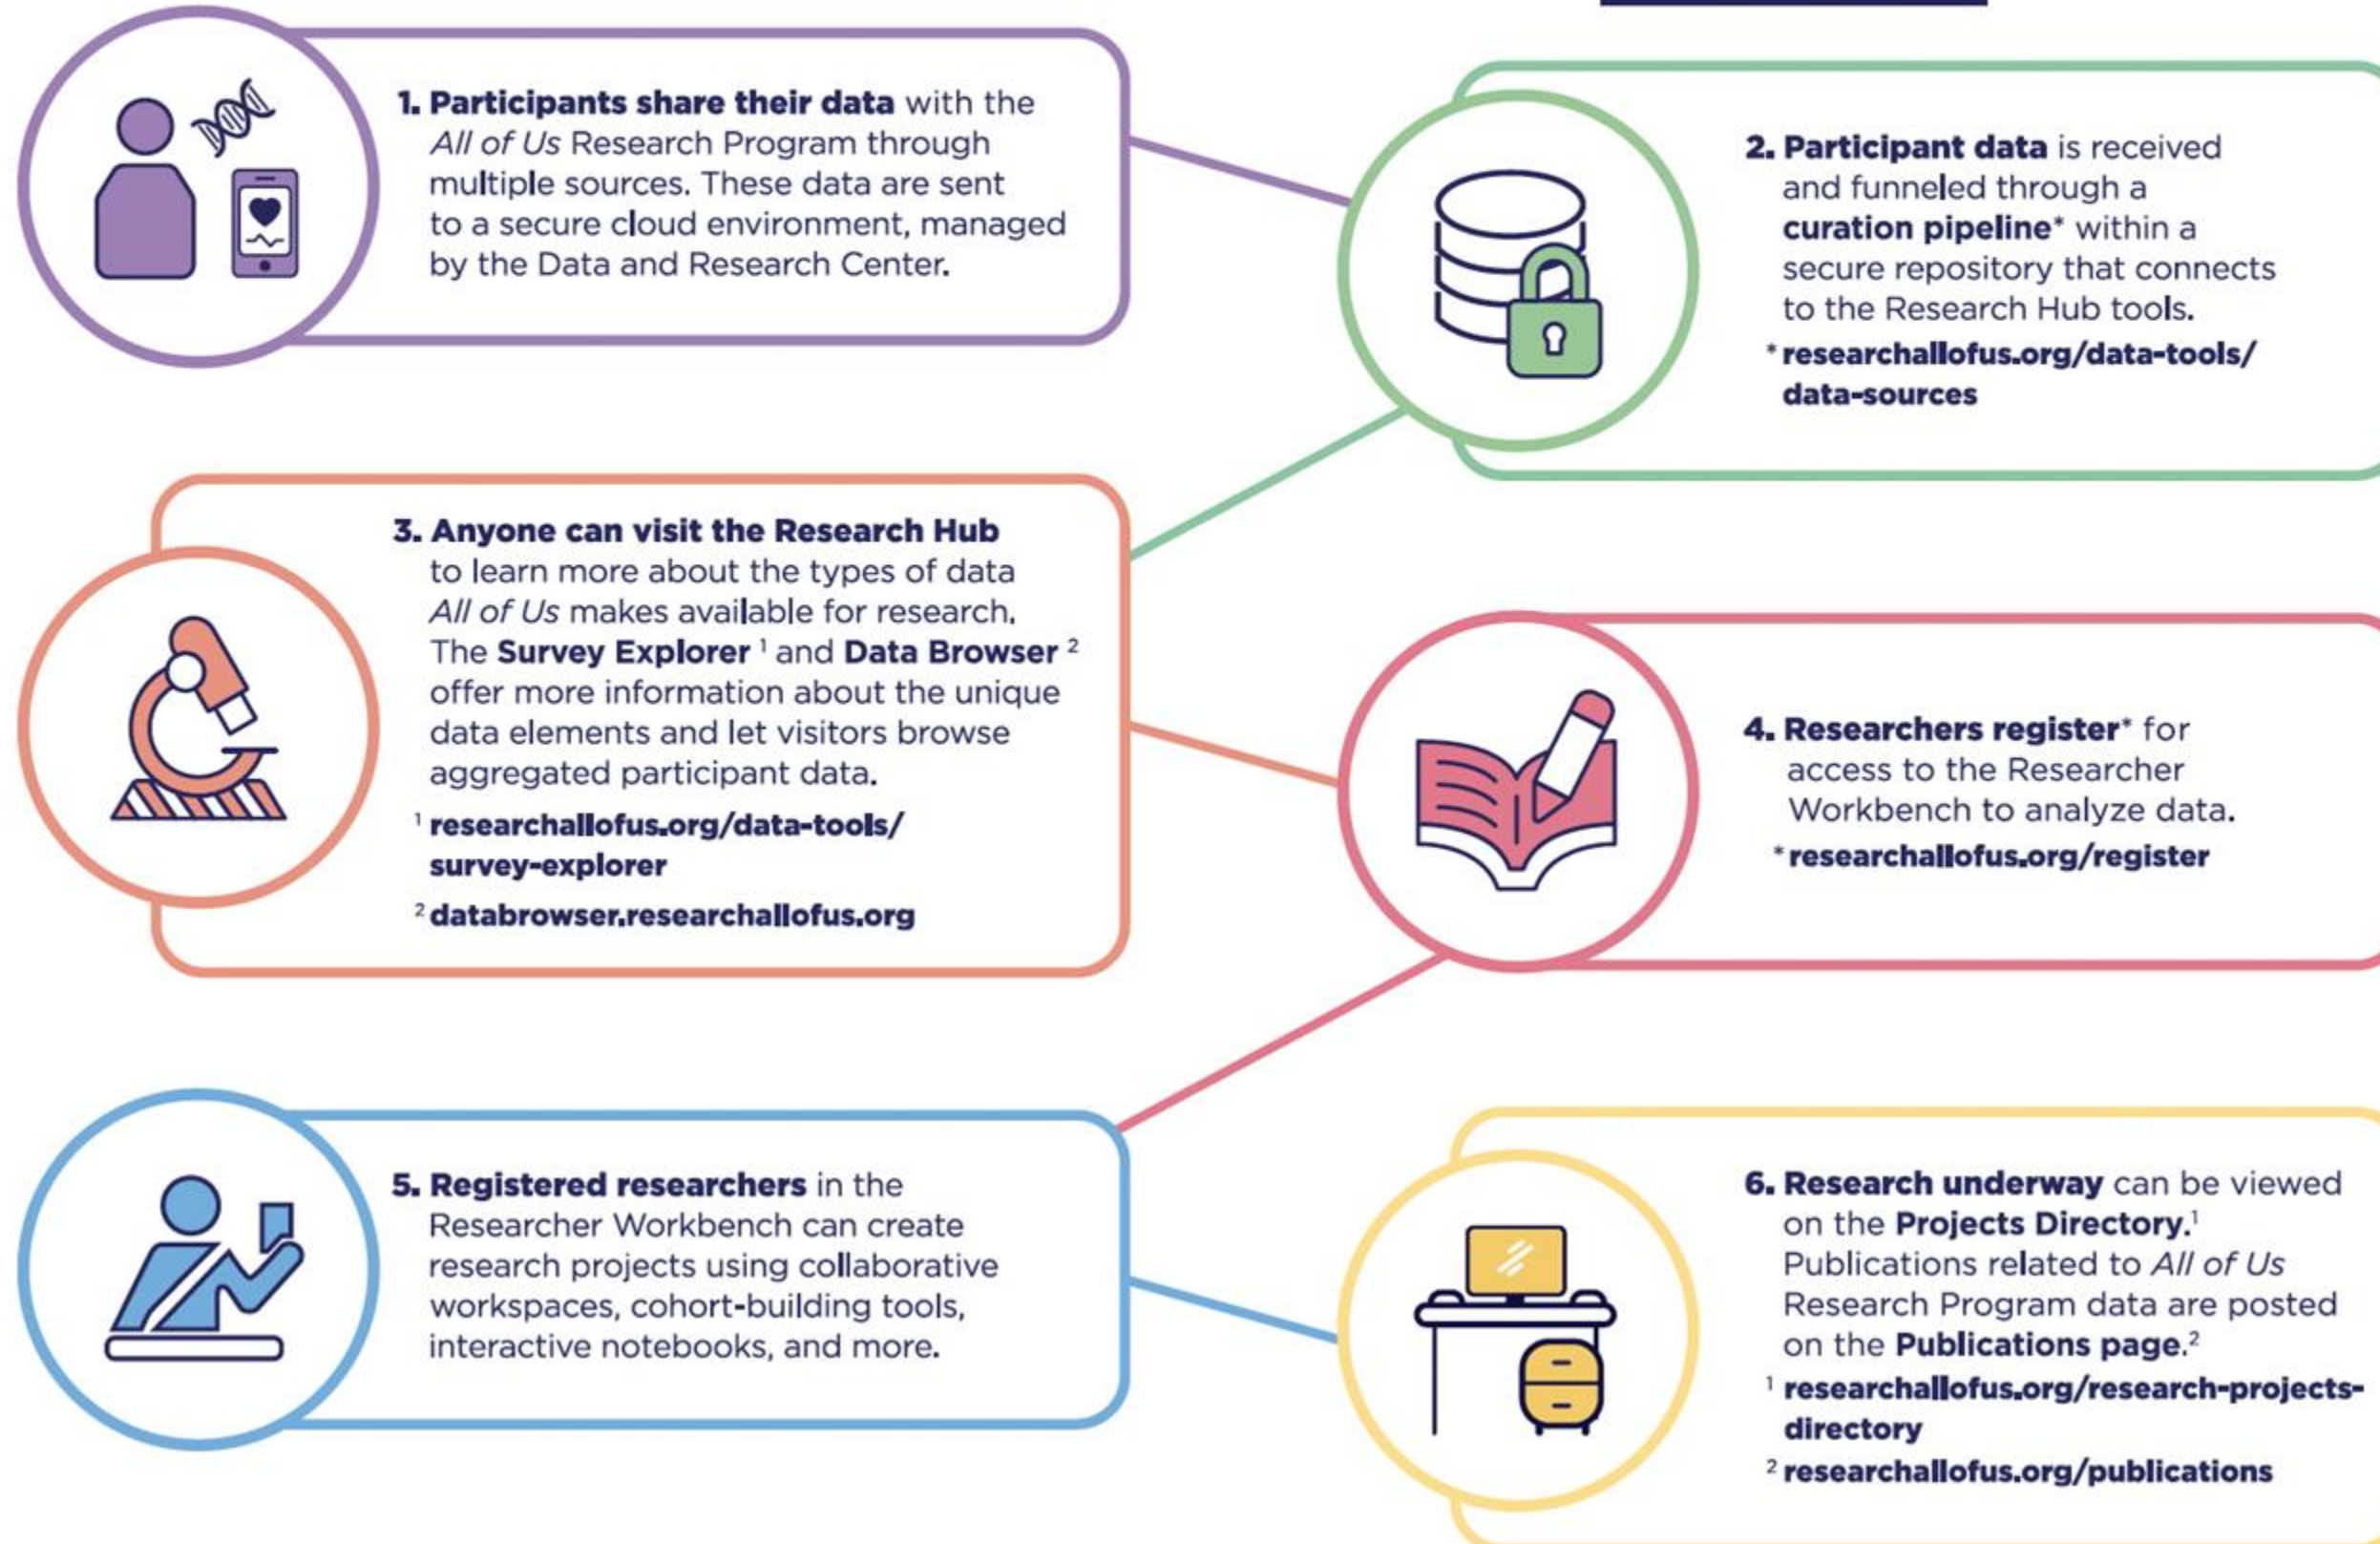 1. Participants share their data with the
All of Us Research Program through
multiple sources. These data are sent
to a secure cloud environment, managed
by the Data and Research Center.
2. Participant data is received
and funneled through a
curation pipeline* within a
secure repository that connects
to the Research Hub tools.
* researchallofus.org/data-tools/
data-sources
3. Anyone can visit the Research Hub
to learn more about the types of data
All of Us makes available for research.
The Survey Explorer ¹ and Data Browser ²
offer more information about the unique
data elements and let visitors browse
aggregated participant data.
¹ researchallofus.org/data-tools/
survey-explorer
² databrowser.researchallofus.org
4. Researchers register* for
access to the Researcher
Workbench to analyze data.
* researchallofus.org/register
5. Registered researchers in the
Researcher Workbench can create
research projects using collaborative
workspaces, cohort-building tools,
interactive notebooks, and more.
6. Research underway can be viewed
on the Projects Directory.¹
Publications related to All of Us
Research Program data are posted
on the Publications page.²
¹ researchallofus.org/research-projects-
directory
² researchallofus.org/publications